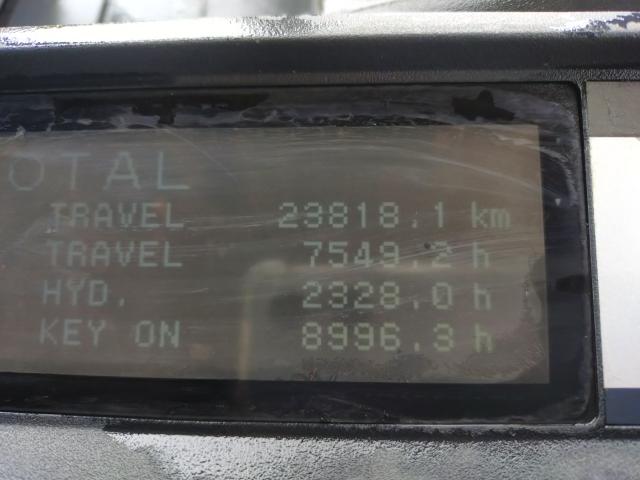 OTAL
TRAVEL 23818.1 km
TRAVEL 7549.2 h
HYD. 2328.0 h
KEY ON 8996.3 h